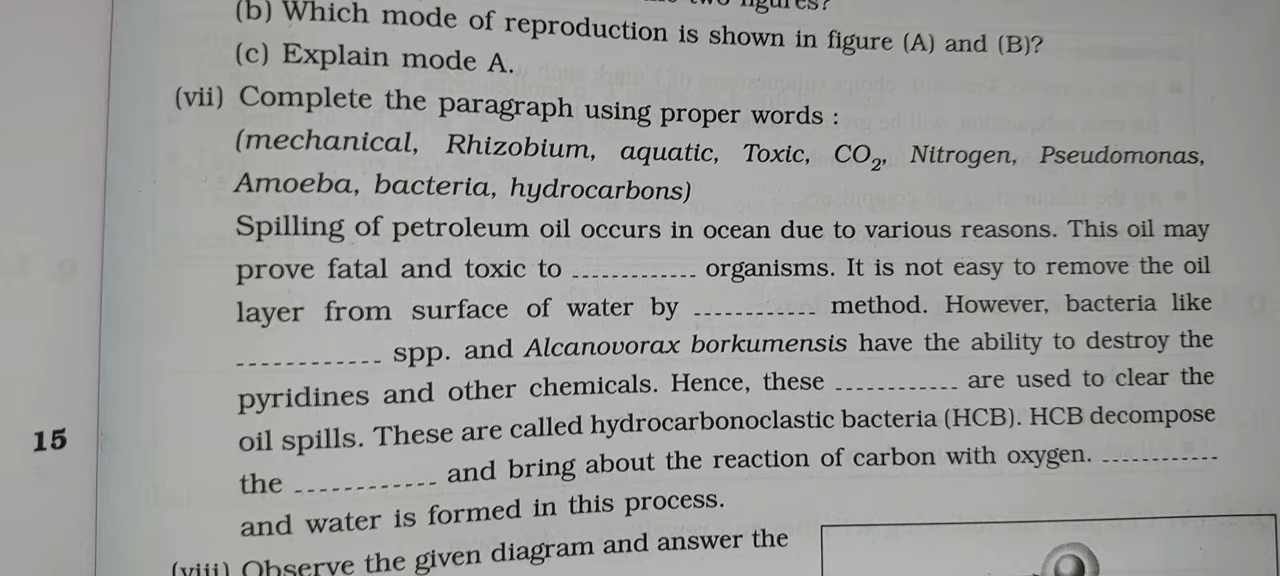 figures?
(b) Which mode of reproduction is shown in figure (A) and (B)?
(c) Explain mode A.
(vii) Complete the paragraph using proper words :
(mechanical, Rhizobium, aquatic, Toxic, CO₂, Nitrogen, Pseudomonas,
Amoeba, bacteria, hydrocarbons)
Spilling of petroleum oil occurs in ocean due to various reasons. This oil may
prove fatal and toxic to ............. organisms. It is not easy to remove the oil
layer from surface of water by ............. method. However, bacteria like
............. spp. and Alcanovorax borkumensis have the ability to destroy the
pyridines and other chemicals. Hence, these ............. are used to clear the
15
oil spills. These are called hydrocarbonoclastic bacteria (HCB). HCB decompose
the ............. and bring about the reaction of carbon with oxygen. .............
and water is formed in this process.
(viii) Observe the given diagram and answer the